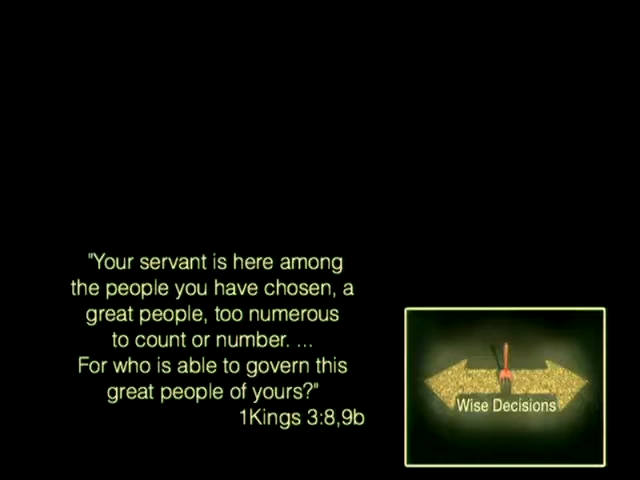 "Your servant is here among
the people you have chosen, a
great people, too numerous
to count or number. ...
For who is able to govern this
great people of yours?"
1Kings 3:8,9b
Wise Decisions